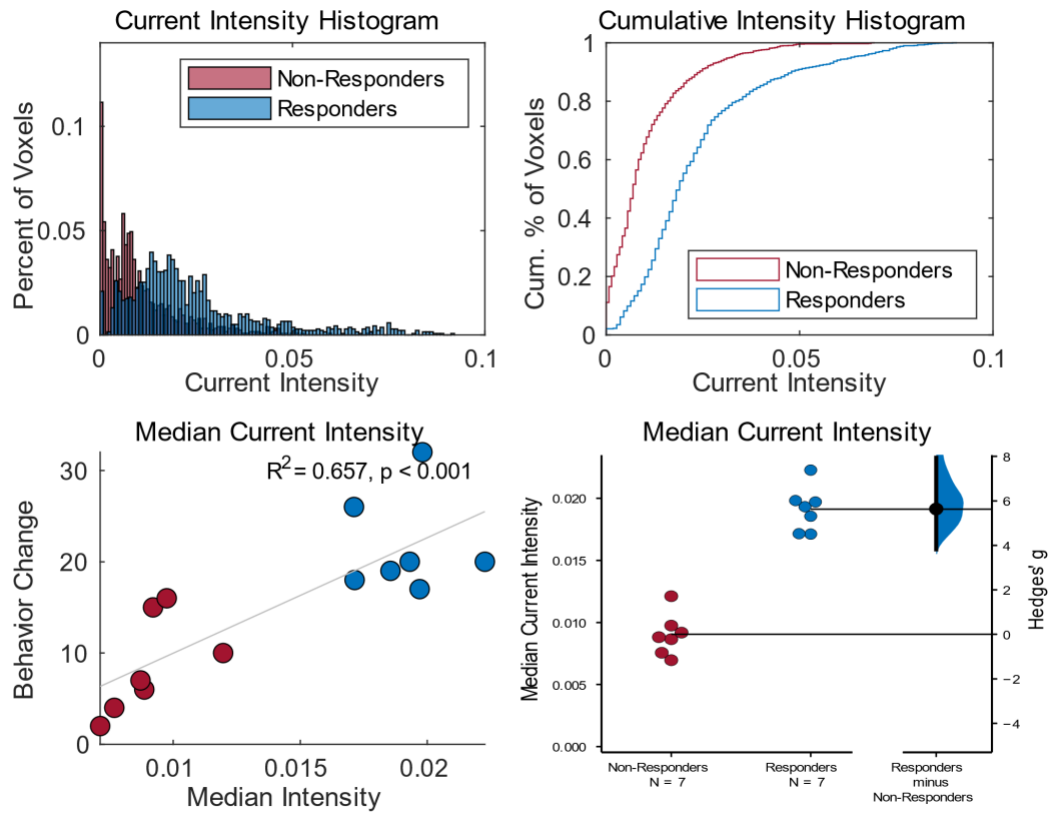 Current Intensity Histogram
Percent of Voxels
0.1
0.05
0
Non-Responders
Responders
0
0.05
0.1
Current Intensity
Cumulative Intensity Histogram
Cum. % of Voxels
1
0.8
0.6
0.4
0.2
0
Non-Responders
Responders
0
0.05
0.1
Current Intensity
Median Current Intensity
R2 = 0.657, p < 0.001
Behavior Change
30
20
10
0
0.01
0.02
Median Intensity
Median Current Intensity
Median Current Intensity
0.020
0.015
0.010
0.005
0.000
8
6
4
2
0
−2
−4
Hedges' g
Non-Responders
N = 7
Responders
N = 7
Responders
minus
Non-Responders